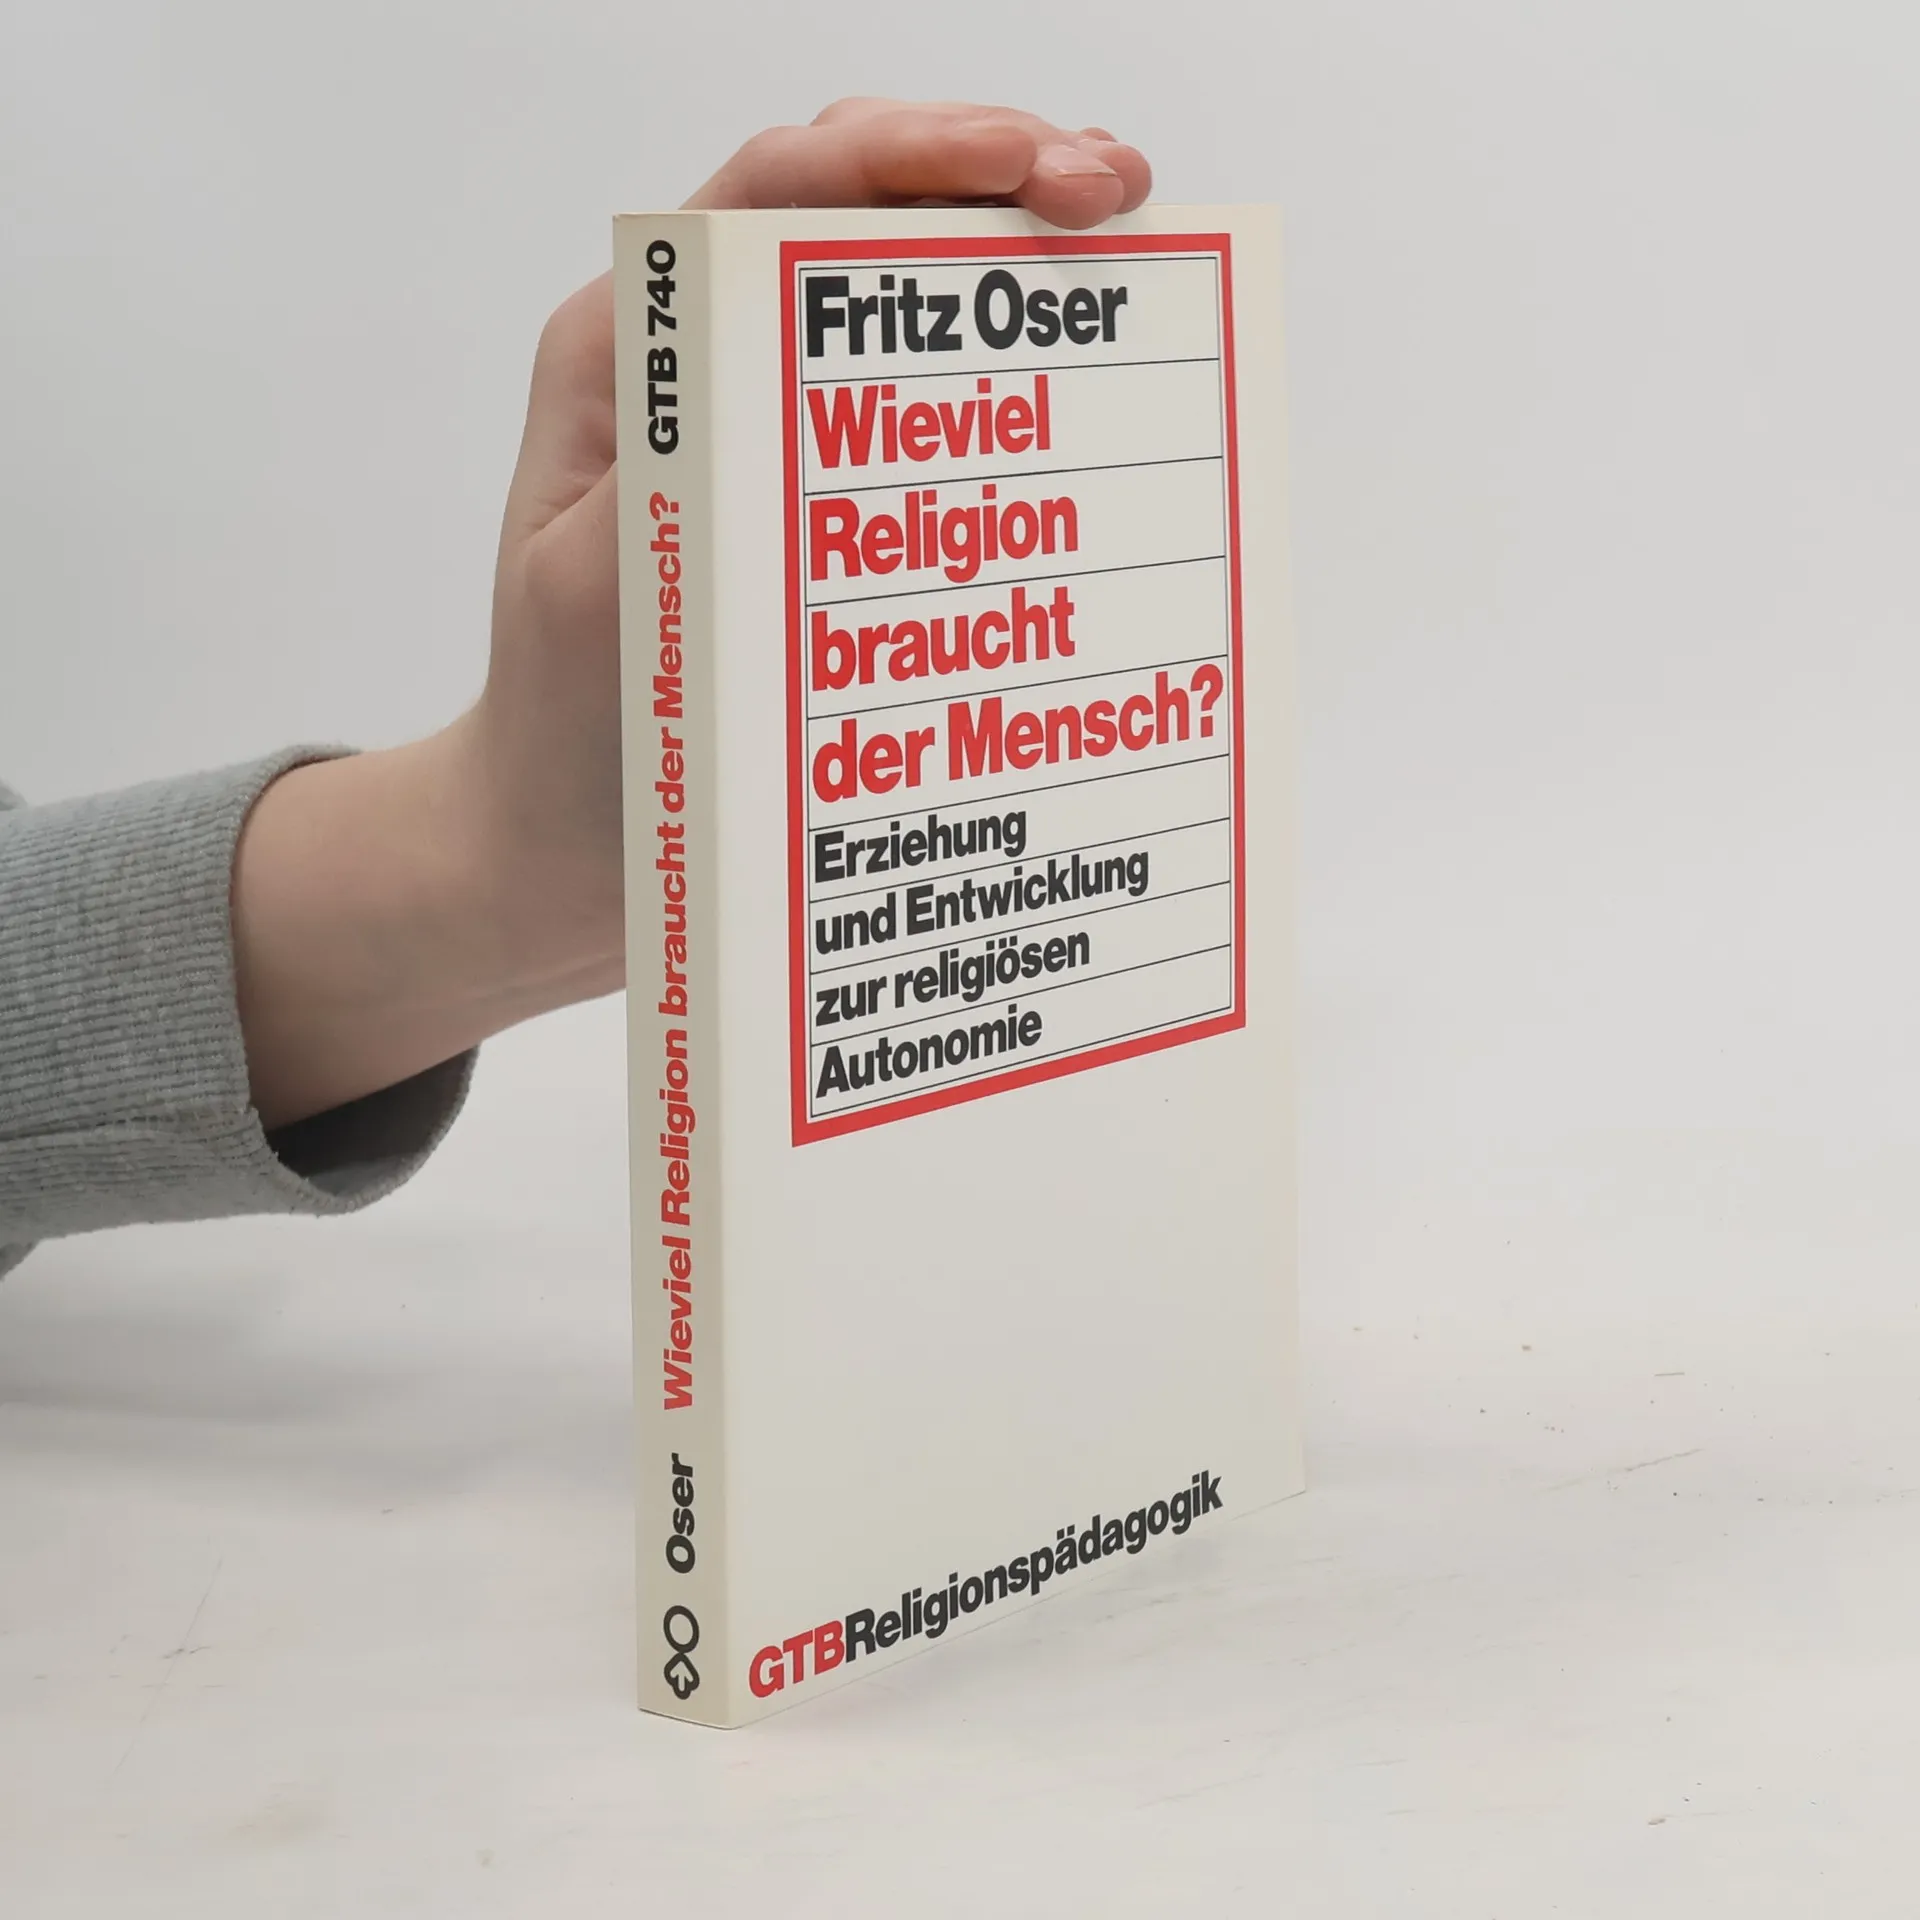 Fritz Oser
Wieviel
Religion
braucht
der Mensch?
Erziehung
und Entwicklung
zur religiösen
Autonomie
GTBReligionspädagogik
Oser Wieviel Religion braucht der Mensch? GTB 740